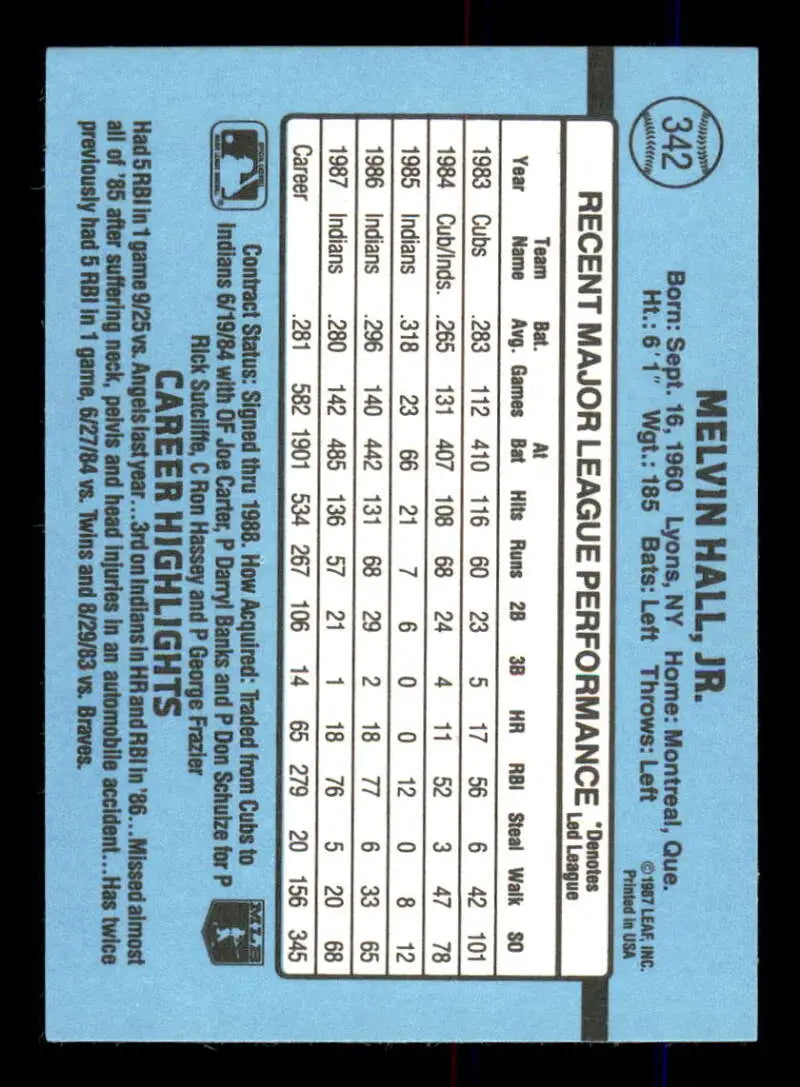 342
MELVIN HALL, JR.
Born: Sept. 16, 1960 Lyons, NY Home: Montreal, Que.
Ht.: 6'1" Wgt.: 185 Bats: Left Throws: Left
©1987 LEAF, INC.
Printed in USA
RECENT MAJOR LEAGUE PERFORMANCE *Denotes Led League
Year Team Name Bat. Avg. Games At Bat Hits Runs 2B 3B HR RBI Steal Walk SO
1983 Cubs .283 112 410 116 60 23 5 17 56 6 42 101
1984 Cub/Inds. .265 131 407 108 68 24 4 11 52 3 47 78
1985 Indians .318 23 66 21 7 6 0 0 12 0 8 12
1986 Indians .296 140 442 131 68 29 2 18 77 6 33 65
1987 Indians .280 142 485 136 57 21 1 18 76 5 20 68
Career .281 582 1901 534 267 106 14 65 279 20 156 345
Contract Status: Signed thru 1988. How Acquired: Traded from Cubs to
Indians 6/19/84 with OF Joe Carter, P Darryl Banks and P Don Schulze for P
Rick Sutcliffe, C Ron Hassey and P George Frazier
MLB
CAREER HIGHLIGHTS
Had 5 RBI in 1 game 9/25 vs. Angels last year...3rd on Indians in HR and RBI in '86...Missed almost
all of '85 after suffering neck, pelvis and head injuries in an automobile accident...Has twice
previously had 5 RBI in 1 game, 6/27/84 vs. Twins and 8/29/83 vs. Braves.